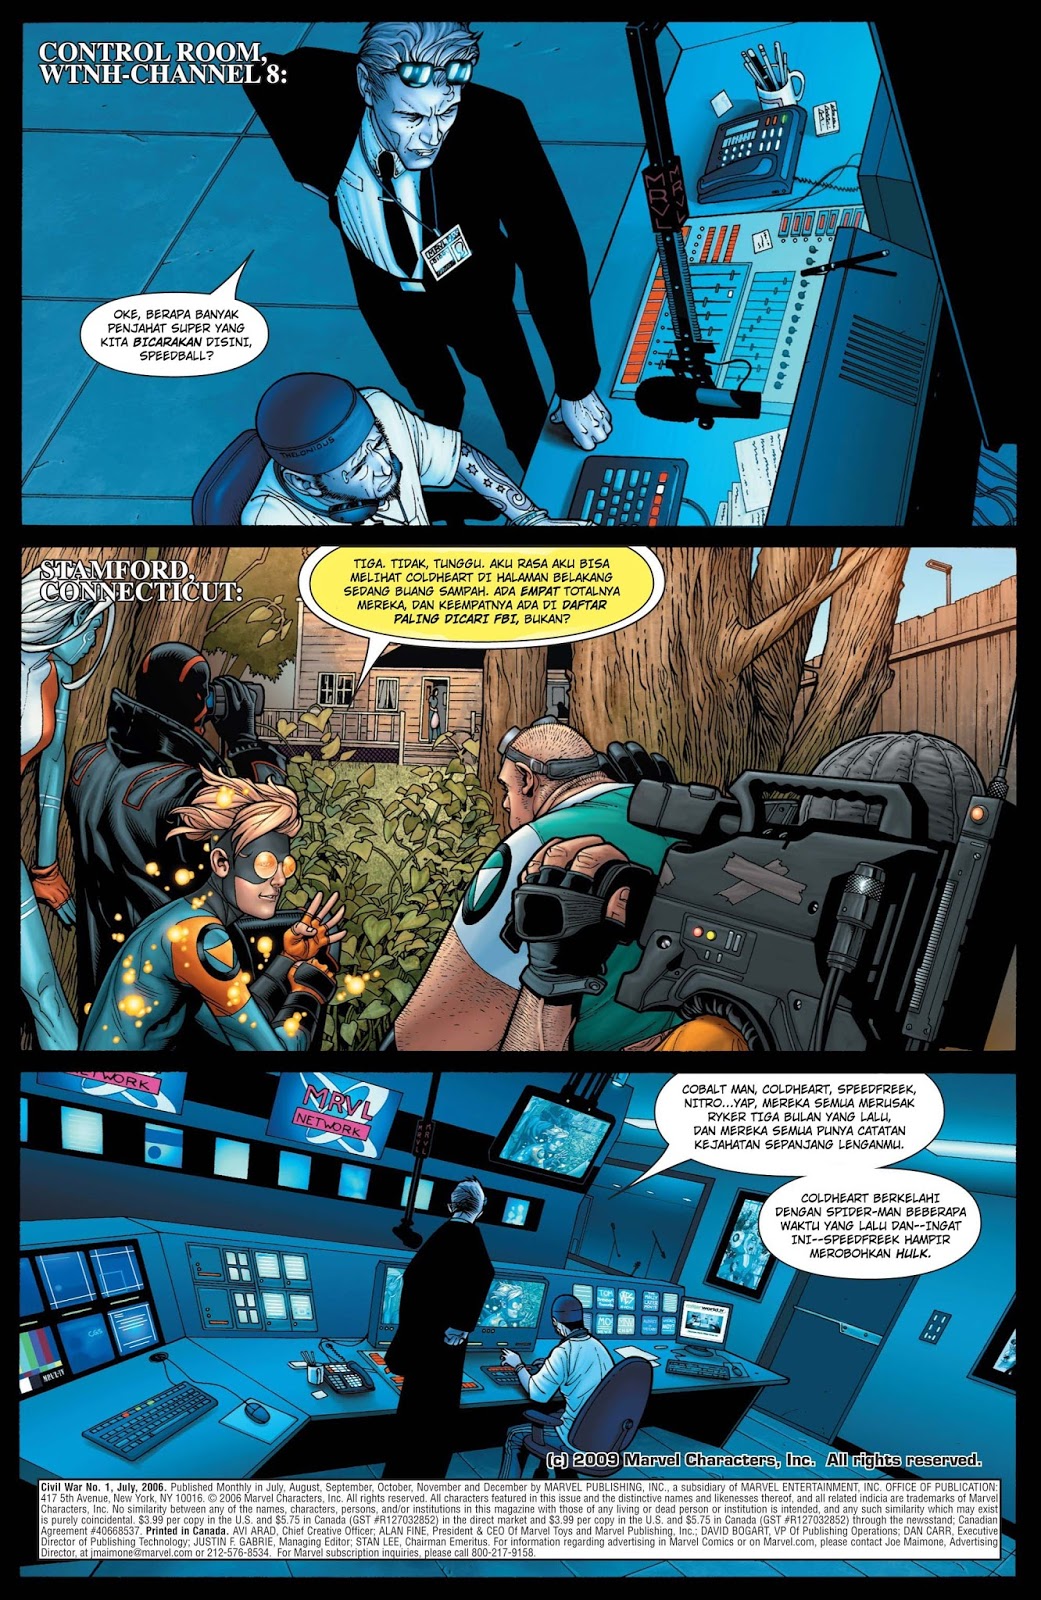 CONTROL ROOM,
WTNH-CHANNEL 8:
MRVL
MRVL
OKE, BERAPA BANYAK
PENJAHAT SUPER YANG
KITA BICARAKAN DISINI,
SPEEDBALL?
THELONIOUS
STAMFORD,
CONNECTICUT:
TIGA. TIDAK, TUNGGU. AKU RASA AKU BISA
MELIHAT COLDHEART DI HALAMAN BELAKANG
SEDANG BUANG SAMPAH. ADA EMPAT TOTALNYA
MEREKA, DAN KEEMPATNYA ADA DI DAFTAR
PALING DICARI FBI, BUKAN?
NETWORK
MRVL
NETWORK
COBALT MAN, COLDHEART, SPEEDFREEK,
NITRO...YAP, MEREKA SEMUA MERUSAK
RYKER TIGA BULAN YANG LALU,
DAN MEREKA SEMUA PUNYA CATATAN
KEJAHATAN SEPANJANG LENGANMU.
COLDHEART BERKELAHI
DENGAN SPIDER-MAN BEBERAPA
WAKTU YANG LALU DAN--INGAT
INI--SPEEDFREEK HAMPIR
MEROBOHKAN HULK.
(c) 2009 Marvel Characters, Inc. All rights reserved.
Civil War No. 1, July, 2006. Published Monthly in July, August, September, October, November and December by MARVEL PUBLISHING, INC., a subsidiary of MARVEL ENTERTAINMENT, INC. OFFICE OF PUBLICATION:
417 5th Avenue, New York, NY 10016. © 2006 Marvel Characters, Inc. All rights reserved. All characters featured in this issue and the distinctive names and likenesses thereof, and all related indicia are trademarks of Marvel
Characters, Inc. No similarity between any of the names, characters, persons, and/or institutions in this magazine with those of any living or dead person or institution is intended, and any such similarity which may exist
is purely coincidental. $3.99 per copy in the U.S. and $5.75 in Canada (GST #R127032852) in the direct market and $3.99 per copy in the U.S. and $5.75 in Canada (GST #R127032852) through the newsstand; Canadian
Agreement #40668537. Printed in Canada. AVI ARAD, Chief Creative Officer; ALAN FINE, President & CEO Of Marvel Toys and Marvel Publishing, Inc.; DAVID BOGART, VP Of Publishing Operations; DAN CARR, Executive
Director of Publishing Technology; JUSTIN F. GABRIE, Managing Editor; STAN LEE, Chairman Emeritus. For information regarding advertising in Marvel Comics or on Marvel.com, please contact Joe Maimone, Advertising
Director, at jmaimone@marvel.com or 212-576-8534. For Marvel subscription inquiries, please call 800-217-9158.